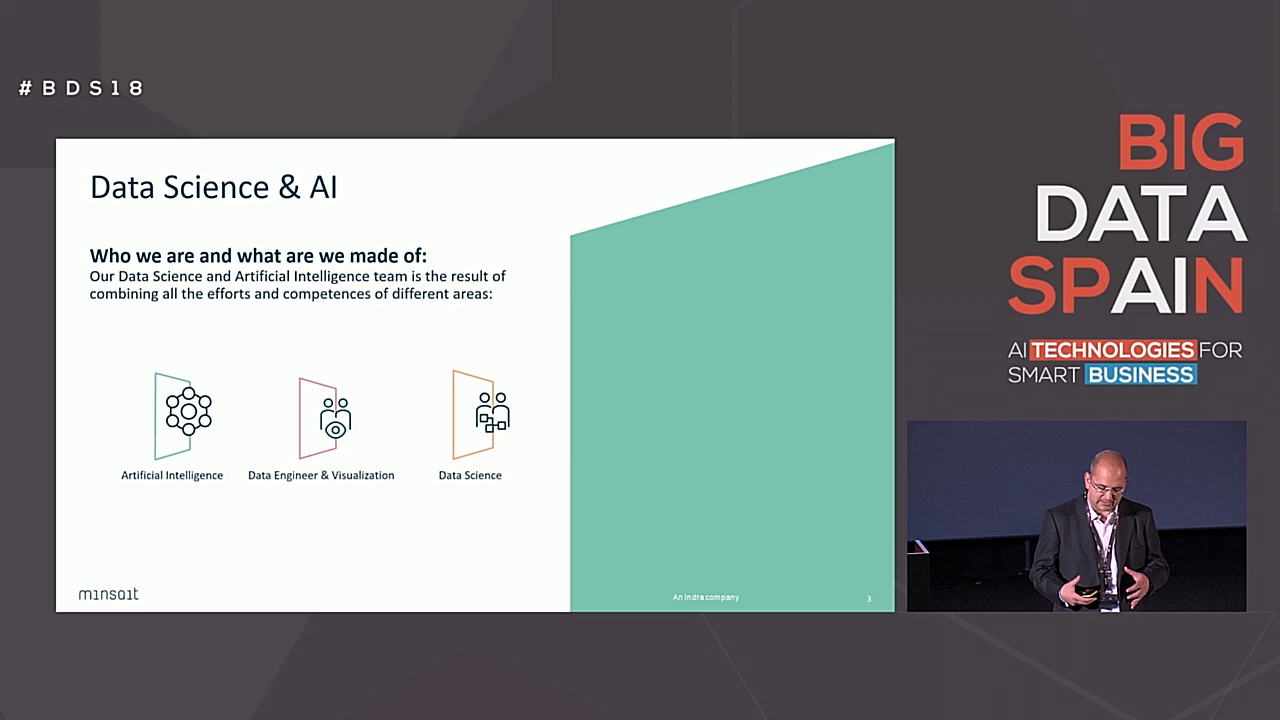 #BDS18
Data Science & AI
Who we are and what are we made of:
Our Data Science and Artificial Intelligence team is the result of
combining all the efforts and competences of different areas:
Artificial Intelligence
Data Engineer & Visualization
Data Science
minsait
An Indra company
3
BIG
DATA
SPAIN
AI TECHNOLOGIES FOR
SMART BUSINESS